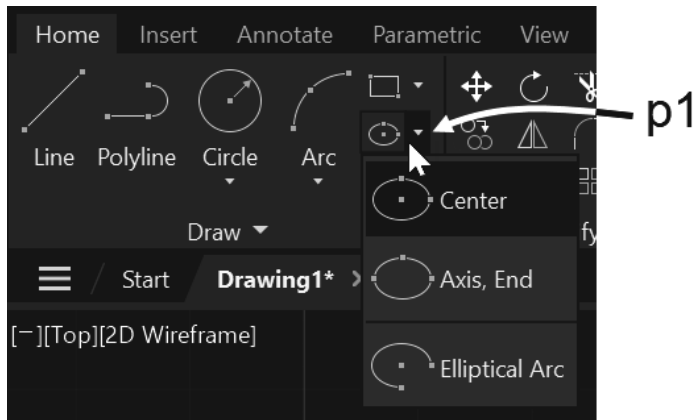 Home Insert Annotate Parametric View
p1
Line Polyline Circle Arc
Center
Draw
fy
Start Drawing1*
Axis, End
[−][Top][2D Wireframe]
Elliptical Arc